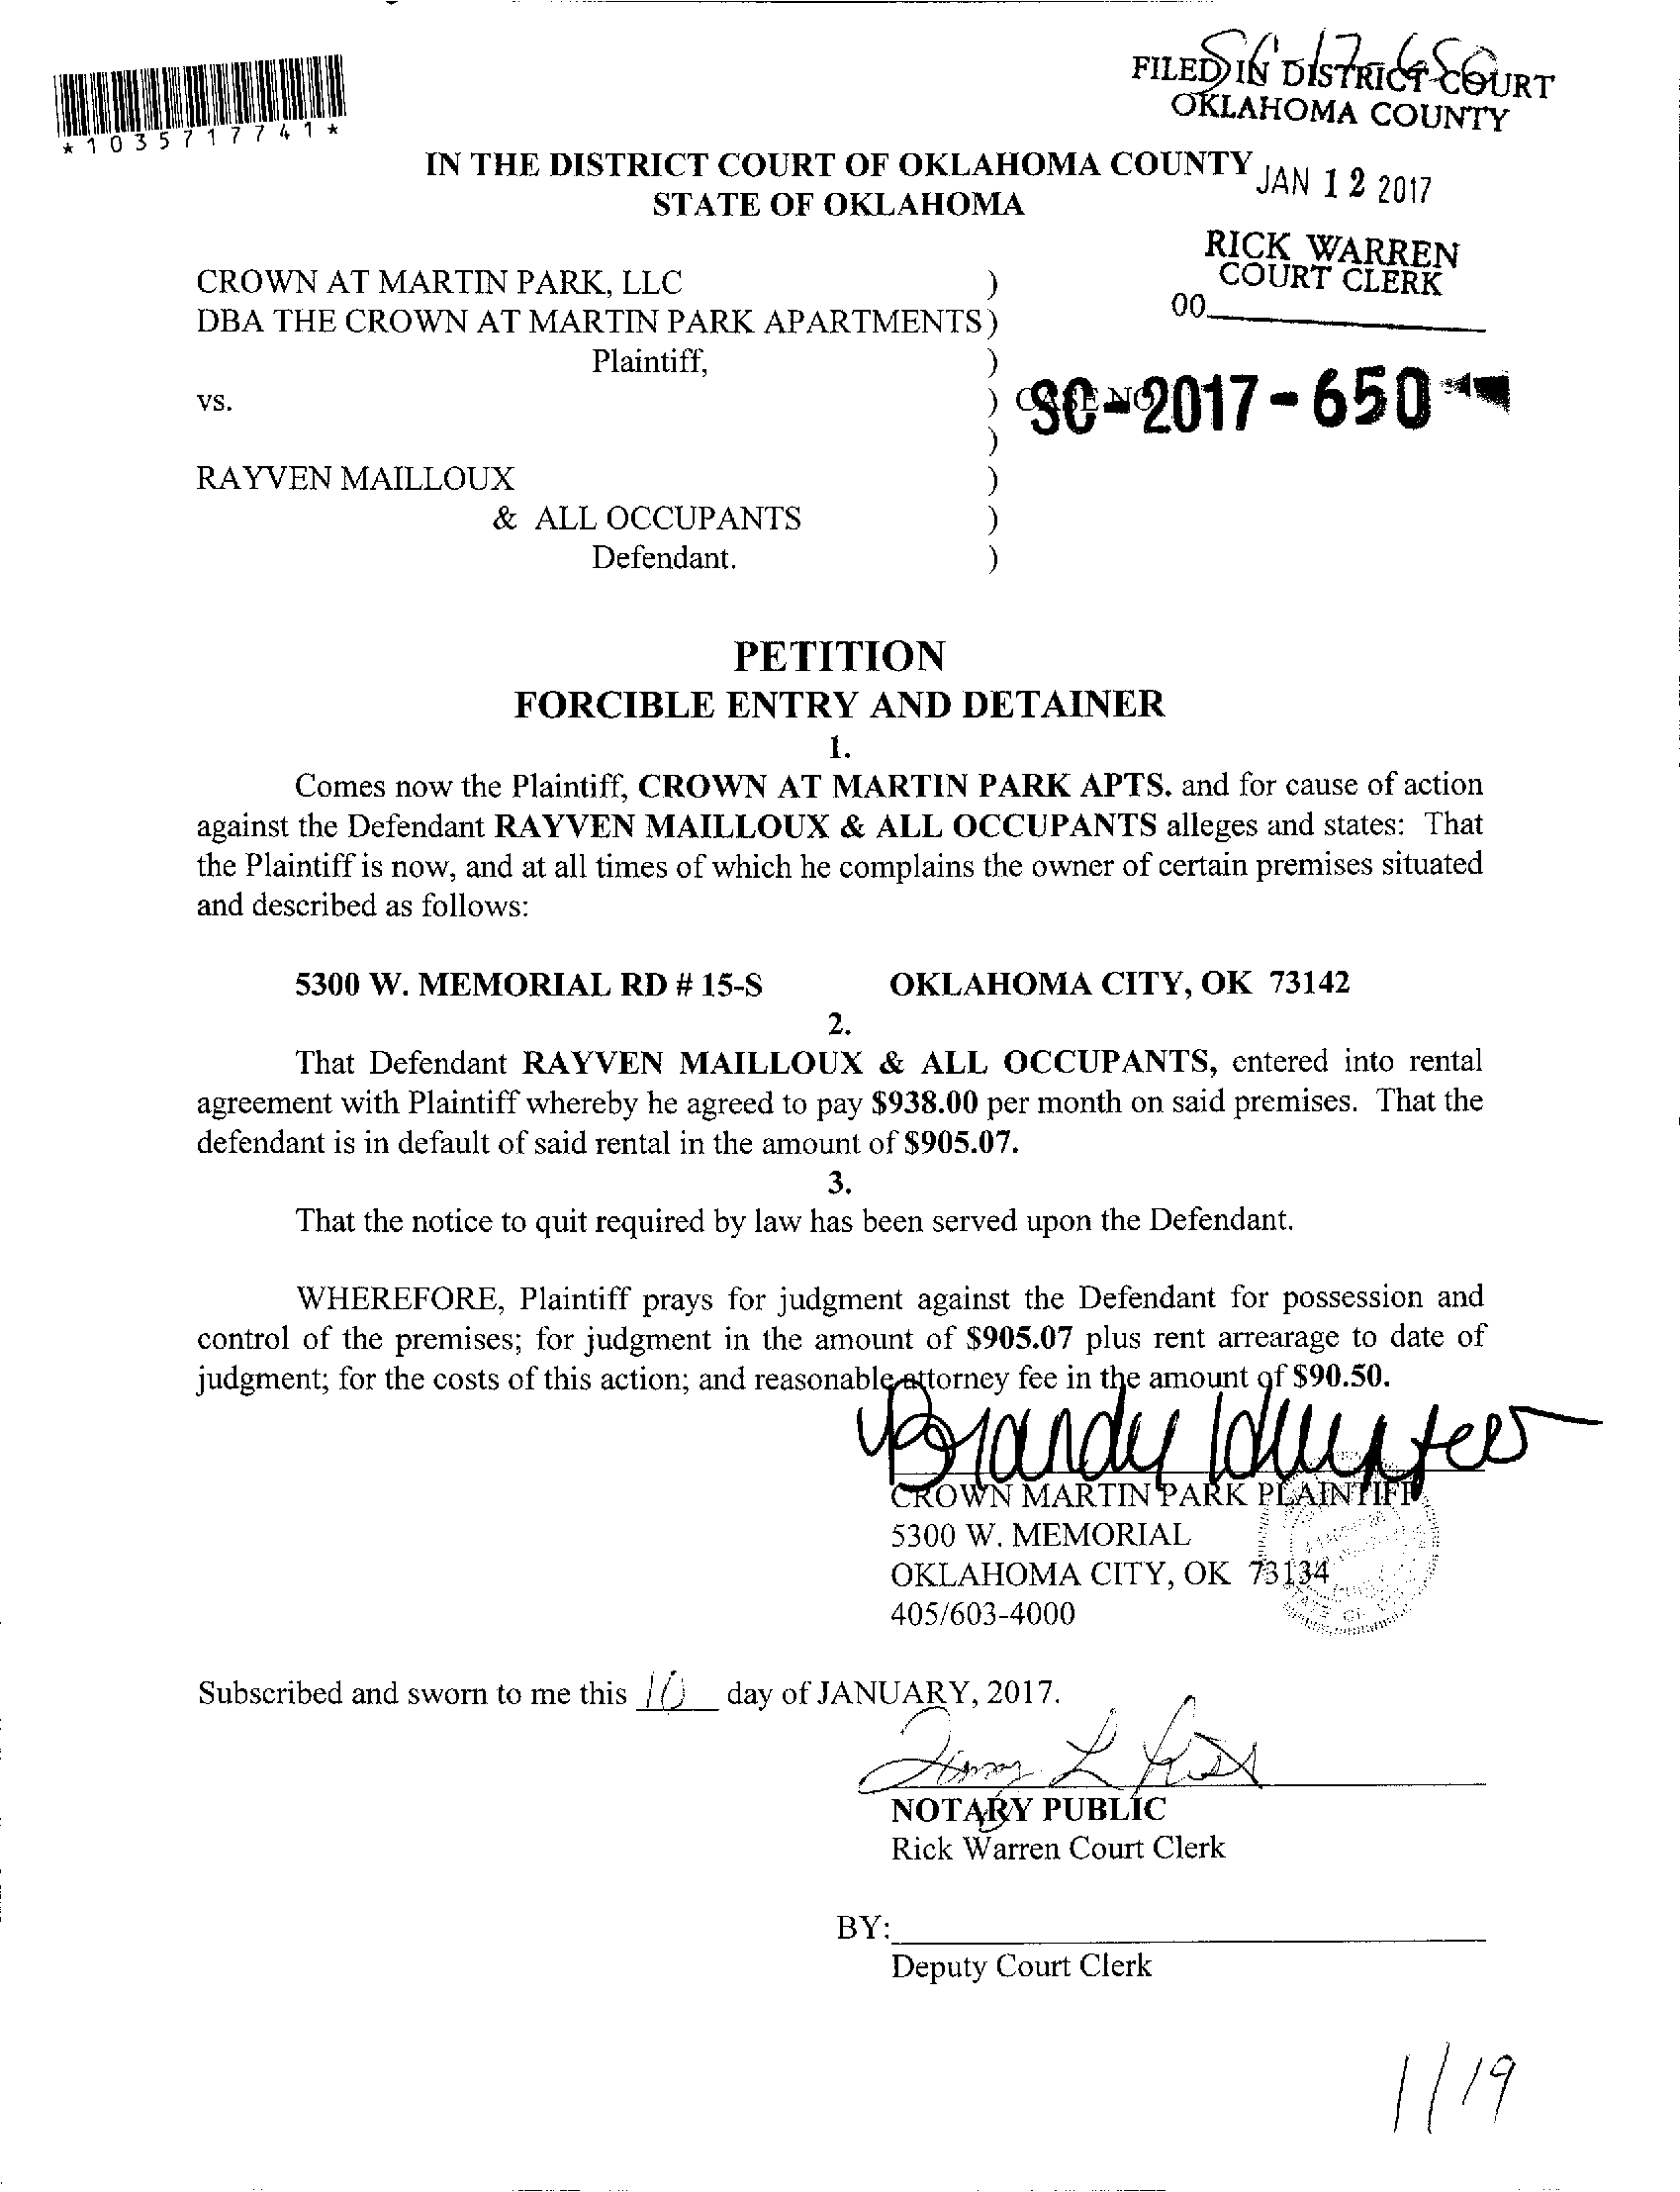 SC-17-650
FILED IN DISTRICT COURT
OKLAHOMA COUNTY
*1035717741*
IN THE DISTRICT COURT OF OKLAHOMA COUNTY
JAN 12 2017
STATE OF OKLAHOMA
RICK WARREN
COURT CLERK
00
CROWN AT MARTIN PARK, LLC )
DBA THE CROWN AT MARTIN PARK APARTMENTS)
Plaintiff, )
vs. ) CASE NO
SC-2017-650
)
RAYVEN MAILLOUX )
& ALL OCCUPANTS )
Defendant. )
PETITION
FORCIBLE ENTRY AND DETAINER
1.
Comes now the Plaintiff, CROWN AT MARTIN PARK APTS. and for cause of action
against the Defendant RAYVEN MAILLOUX & ALL OCCUPANTS alleges and states: That
the Plaintiff is now, and at all times of which he complains the owner of certain premises situated
and described as follows:
5300 W. MEMORIAL RD # 15-S OKLAHOMA CITY, OK 73142
2.
That Defendant RAYVEN MAILLOUX & ALL OCCUPANTS, entered into rental
agreement with Plaintiff whereby he agreed to pay $938.00 per month on said premises. That the
defendant is in default of said rental in the amount of $905.07.
3.
That the notice to quit required by law has been served upon the Defendant.
WHEREFORE, Plaintiff prays for judgment against the Defendant for possession and
control of the premises; for judgment in the amount of $905.07 plus rent arrearage to date of
judgment; for the costs of this action; and reasonable attorney fee in the amount of $90.50.
Brandy
CROWN MARTIN PARK PLAINTIFF
5300 W. MEMORIAL
OKLAHOMA CITY, OK 73134
405/603-4000
Subscribed and sworn to me this 10 day of JANUARY, 2017.
NOTARY PUBLIC
Rick Warren Court Clerk
BY:
Deputy Court Clerk
1/19